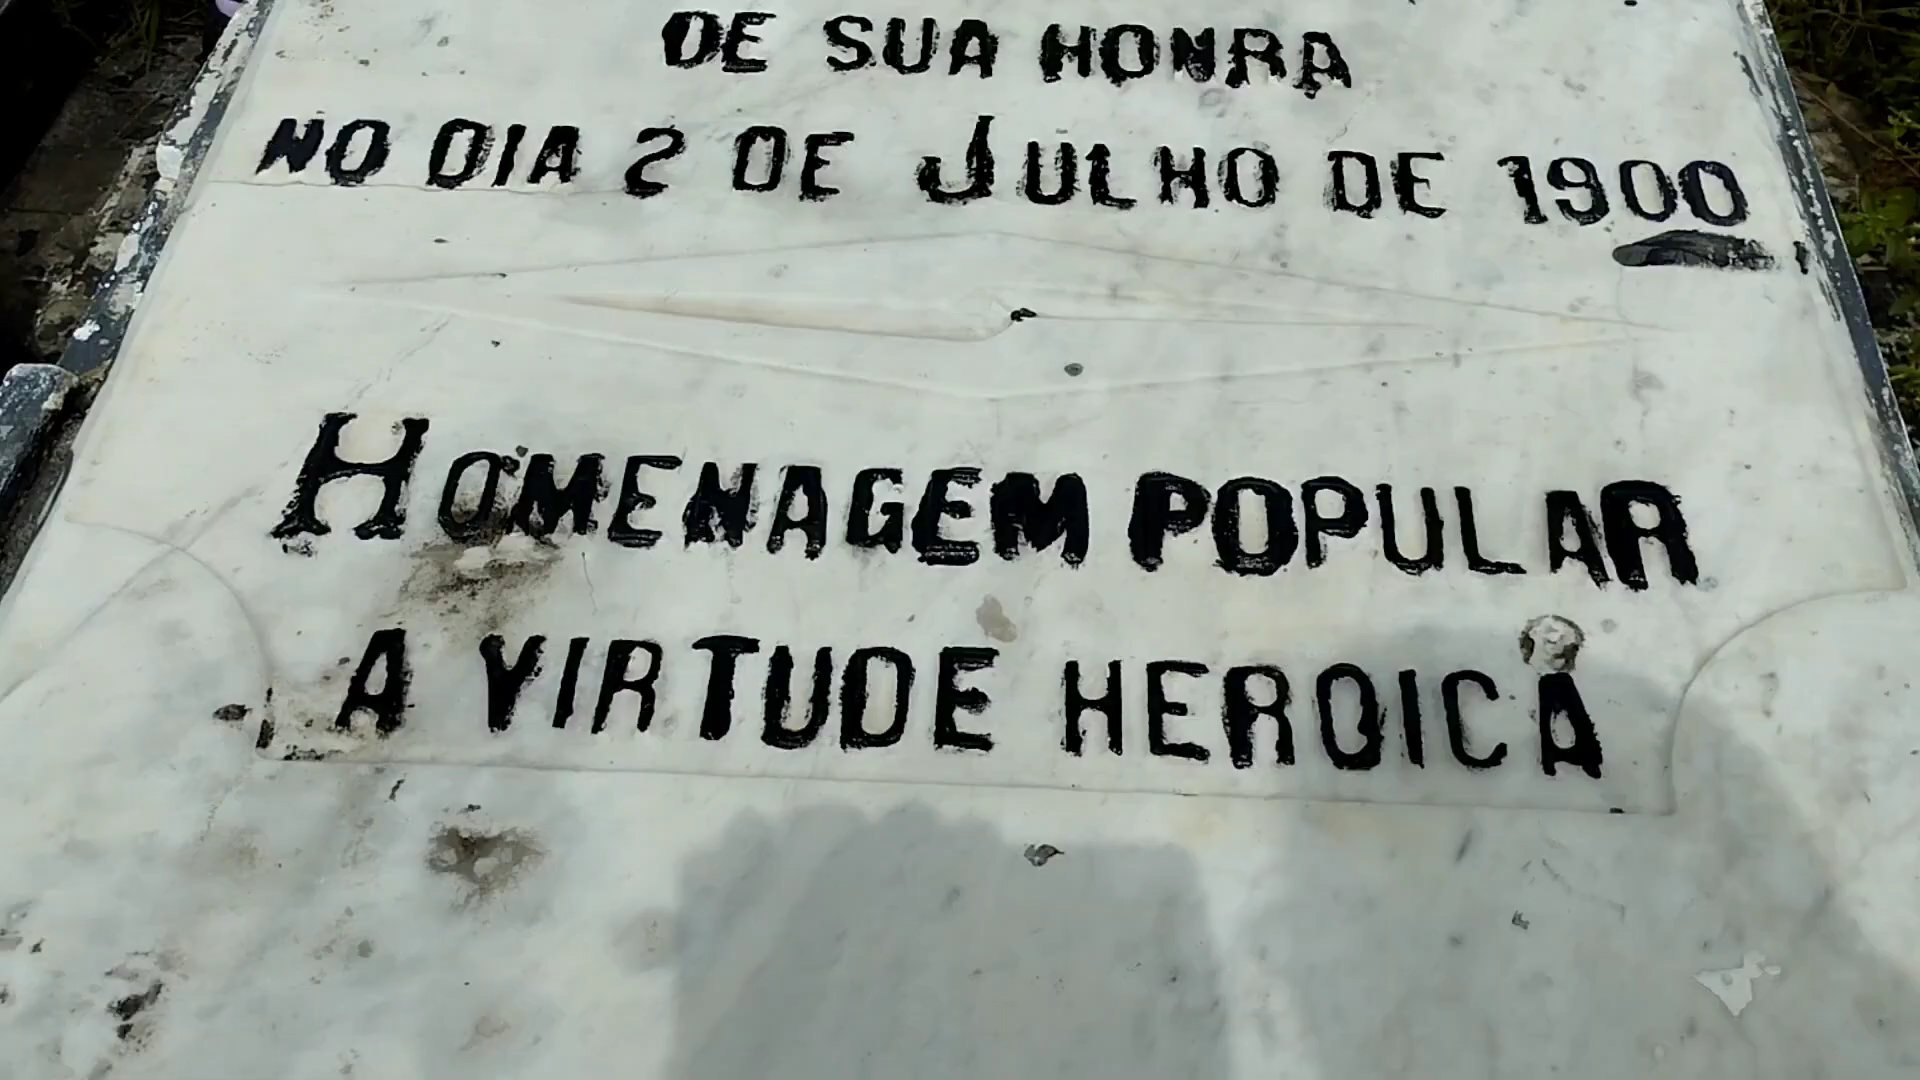 DE SUA HONRA
NO DIA 2 DE JULHO DE 1900
HOMENAGEM POPULAR
A VIRTUDE HEROICA